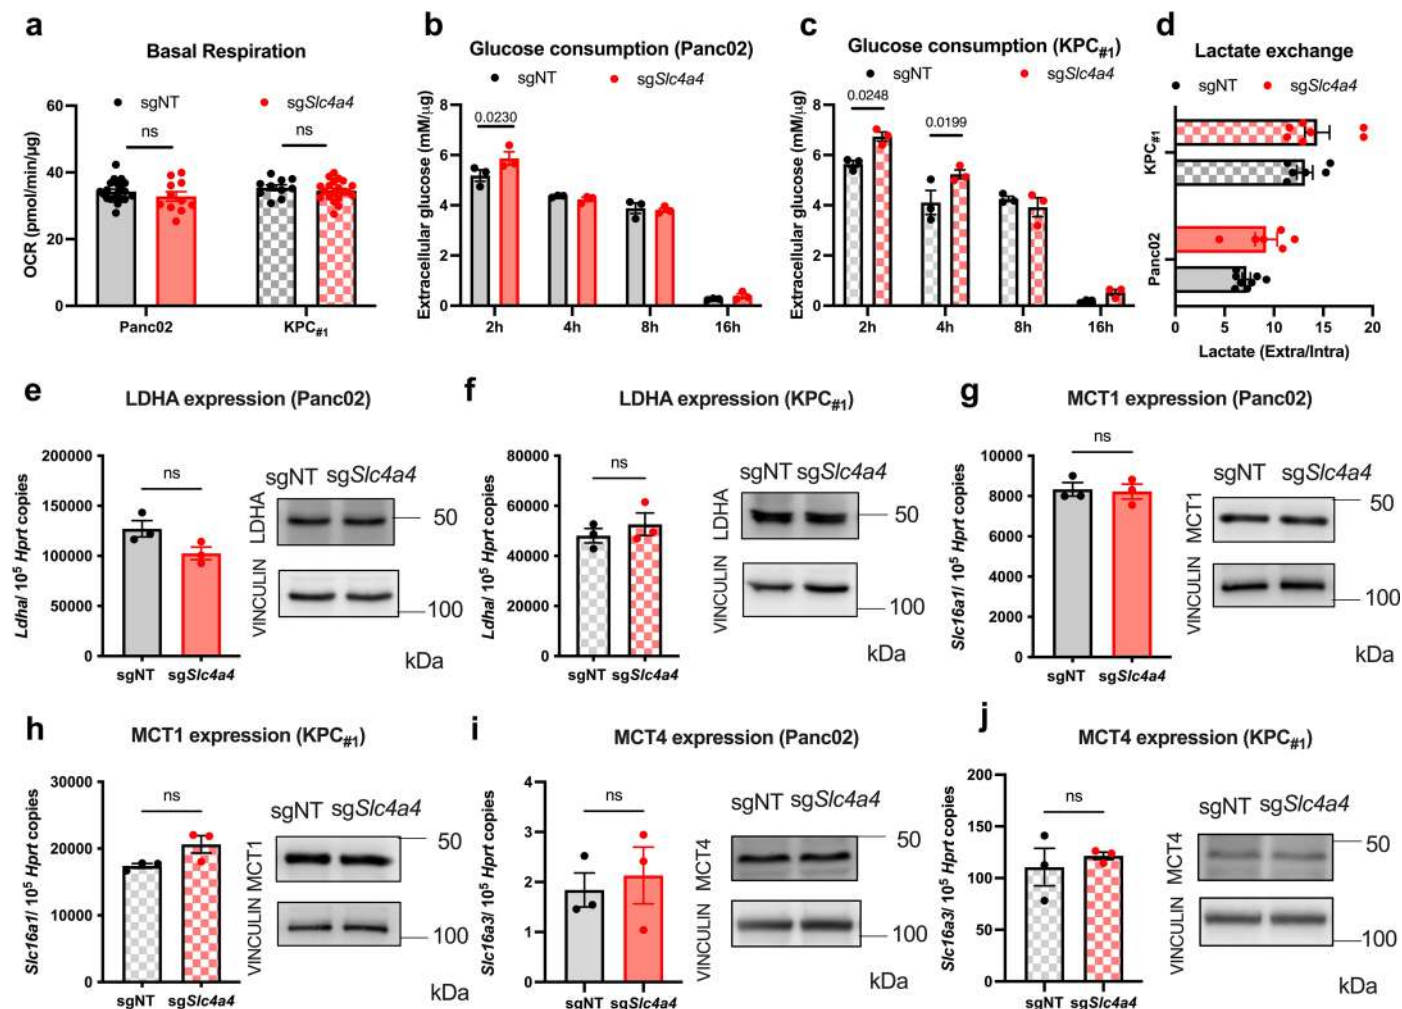 a
Basal Respiration
sgNT
sgSlc4a4
ns
ns
OCR (pmol/min/µg)
60
40
20
0
Panc02
KPC#1
b
Glucose consumption (Panc02)
sgNT
sgSlc4a4
0.0230
Extracellular glucose (mM/µg)
8
6
4
2
0
2h
4h
8h
16h
c
Glucose consumption (KPC#1)
sgNT
sgSlc4a4
0.0248
0.0199
Extracellular glucose (mM/µg)
8
6
4
2
0
2h
4h
8h
16h
d
Lactate exchange
sgNT
sgSlc4a4
KPC#1
Panc02
0
5
10
15
20
Lactate (Extra/Intra)
e
LDHA expression (Panc02)
Ldha/ 10⁵ Hprt copies
200000
150000
100000
50000
0
ns
sgNT
sgSlc4a4
sgNT
sgSlc4a4
LDHA
50
VINCULIN
100
kDa
f
LDHA expression (KPC#1)
Ldha/ 10⁵ Hprt copies
80000
60000
40000
20000
0
ns
sgNT
sgSlc4a4
sgNT
sgSlc4a4
LDHA
50
VINCULIN
100
kDa
g
MCT1 expression (Panc02)
Slc16a1/ 10⁵ Hprt copies
10000
8000
6000
4000
2000
0
ns
sgNT
sgSlc4a4
sgNT
sgSlc4a4
MCT1
50
VINCULIN
100
kDa
h
MCT1 expression (KPC#1)
Slc16a1/ 10⁵ Hprt copies
30000
20000
10000
0
ns
sgNT
sgSlc4a4
sgNT
sgSlc4a4
MCT1
50
VINCULIN
100
kDa
i
MCT4 expression (Panc02)
Slc16a3/ 10⁵ Hprt copies
4
3
2
1
0
ns
sgNT
sgSlc4a4
sgNT
sgSlc4a4
MCT4
50
VINCULIN
100
kDa
j
MCT4 expression (KPC#1)
Slc16a3/ 10⁵ Hprt copies
200
150
100
50
0
ns
sgNT
sgSlc4a4
sgNT
sgSlc4a4
MCT4
50
VINCULIN
100
kDa